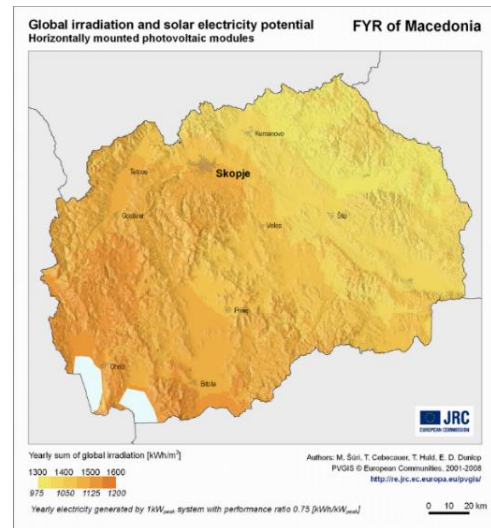 Global irradiation and solar electricity potential
Horizontally mounted photovoltaic modules
FYR of Macedonia
Kumanovo
Tetovo
Skopje
Gostivar
Veles
Štip
Prilep
Ohrid
Bitola
JRC
EUROPEAN COMMISSION
Yearly sum of global irradiation [kWh/m²]
1300 1400 1500 1600
975 1050 1125 1200
Yearly electricity generated by 1kWpeak system with performance ratio 0.75 [kWh/kWpeak]
Authors: M. Šúri, T. Cebecauer, T. Huld, E. D. Dunlop
PVGIS © European Communities, 2001-2008
http://re.jrc.ec.europa.eu/pvgis/
0 10 20 km